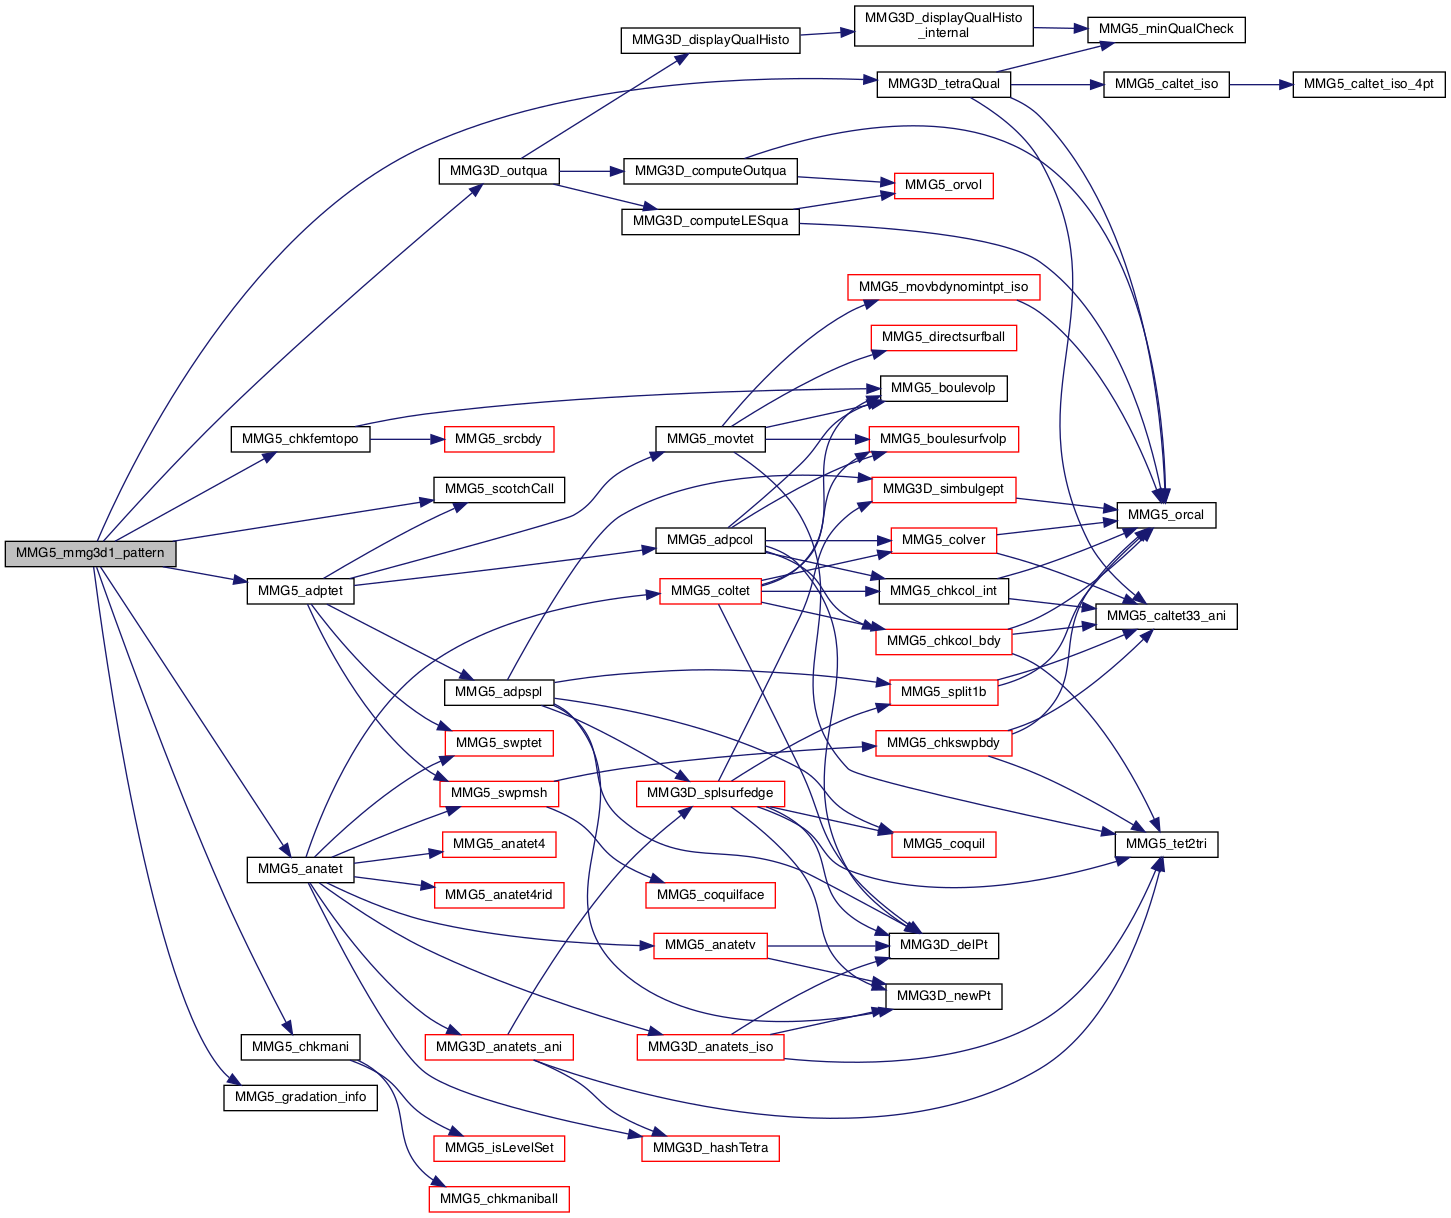 MMG3D_displayQualHisto
_internal
MMG5_minQualCheck
MMG3D_displayQualHisto
MMG3D_tetraQual
MMG5_caltet_iso
MMG5_caltet_iso_4pt
MMG3D_outqua
MMG3D_computeOutqua
MMG5_orvol
MMG3D_computeLESqua
MMG5_movbdynomintpt_iso
MMG5_directsurfball
MMG5_boulevolp
MMG5_chkfemtopo
MMG5_srcbdy
MMG5_movtet
MMG5_boulesurfvolp
MMG5_scotchCall
MMG3D_simbulgept
MMG5_orcal
MMG5_mmg3d1_pattern
MMG5_adpcol
MMG5_colver
MMG5_adptet
MMG5_coltet
MMG5_chkcol_int
MMG5_caltet33_ani
MMG5_chkcol_bdy
MMG5_adpspl
MMG5_split1b
MMG5_swptet
MMG5_chkswpbdy
MMG5_swpmsh
MMG3D_splsurfedge
MMG5_anatet4
MMG5_coquil
MMG5_tet2tri
MMG5_anatet
MMG5_anatet4rid
MMG5_coquilface
MMG5_anatetv
MMG3D_delPt
MMG3D_newPt
MMG5_chkmani
MMG3D_anatets_ani
MMG3D_anatets_iso
MMG5_gradation_info
MMG5_isLevelSet
MMG3D_hashTetra
MMG5_chkmaniball